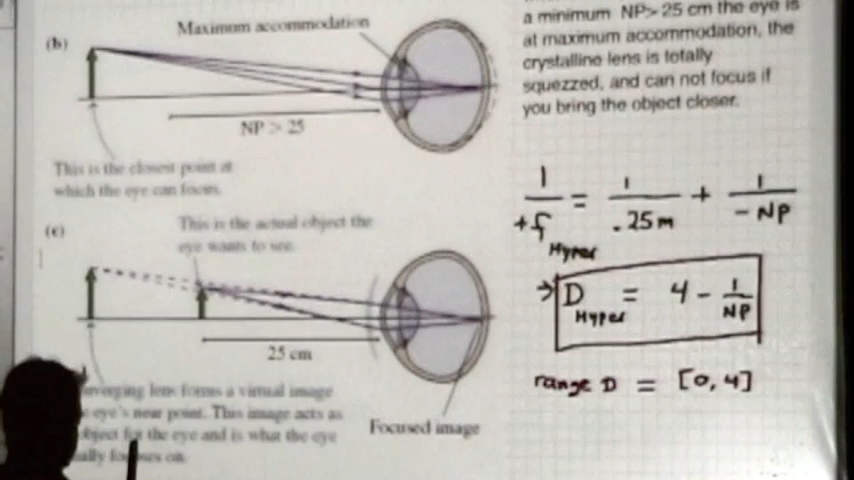 a minimum NP> 25 cm the eye is
at maximum accommodation, the
crystalline lens is totally
squezzed, and can not focus if
you bring the object closer.
(b)
Maximum accommodation
NP > 25
This is the closest point at
which the eye can focus.
(c)
This is the actual object the
eye wants to see.
25 cm
verging lens forms a virtual image
eye's near point. This image acts as
object for the eye and is what the eye
ally focuses on.
Focused image
1/+f Hyper = 1/.25m + 1/-NP
→ D Hyper = 4 - 1/NP
range D = [0, 4]